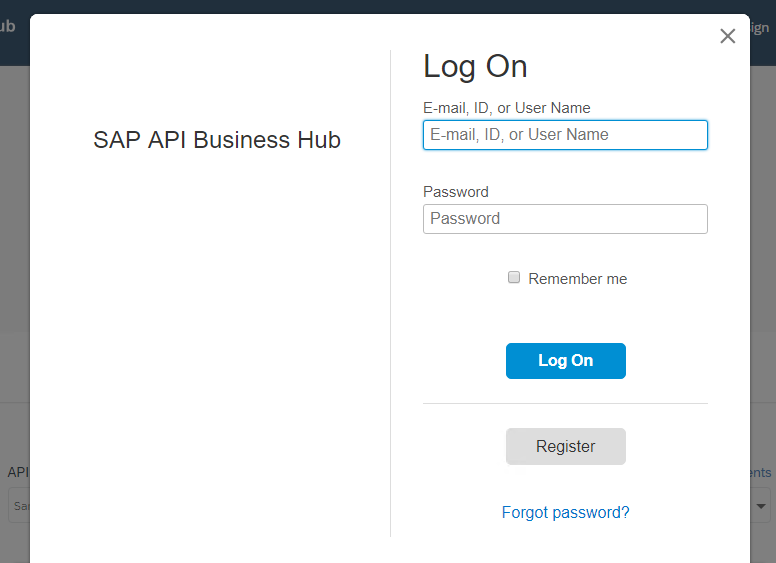 ub
ign
Log On
E-mail, ID, or User Name
E-mail, ID, or User Name
SAP API Business Hub
Password
Password
Remember me
Log On
Register
API
ents
Sa
Forgot password?